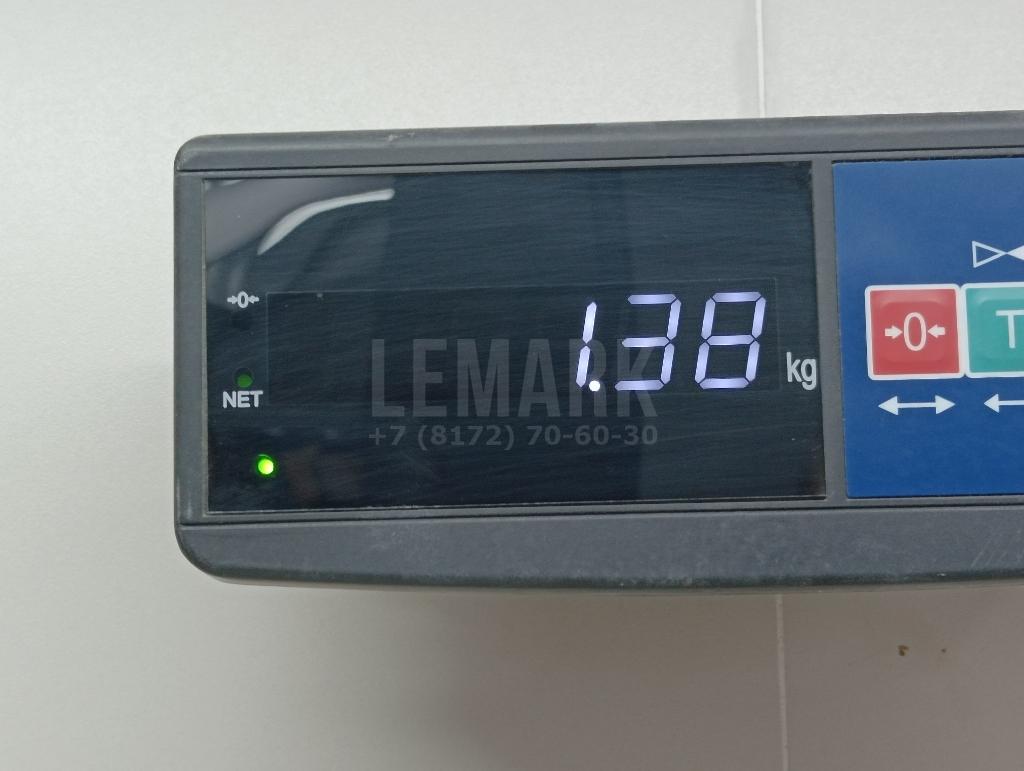 →0←
1.38 kg
→0← T
NET
LEMARK
+7 (8172) 70-60-30